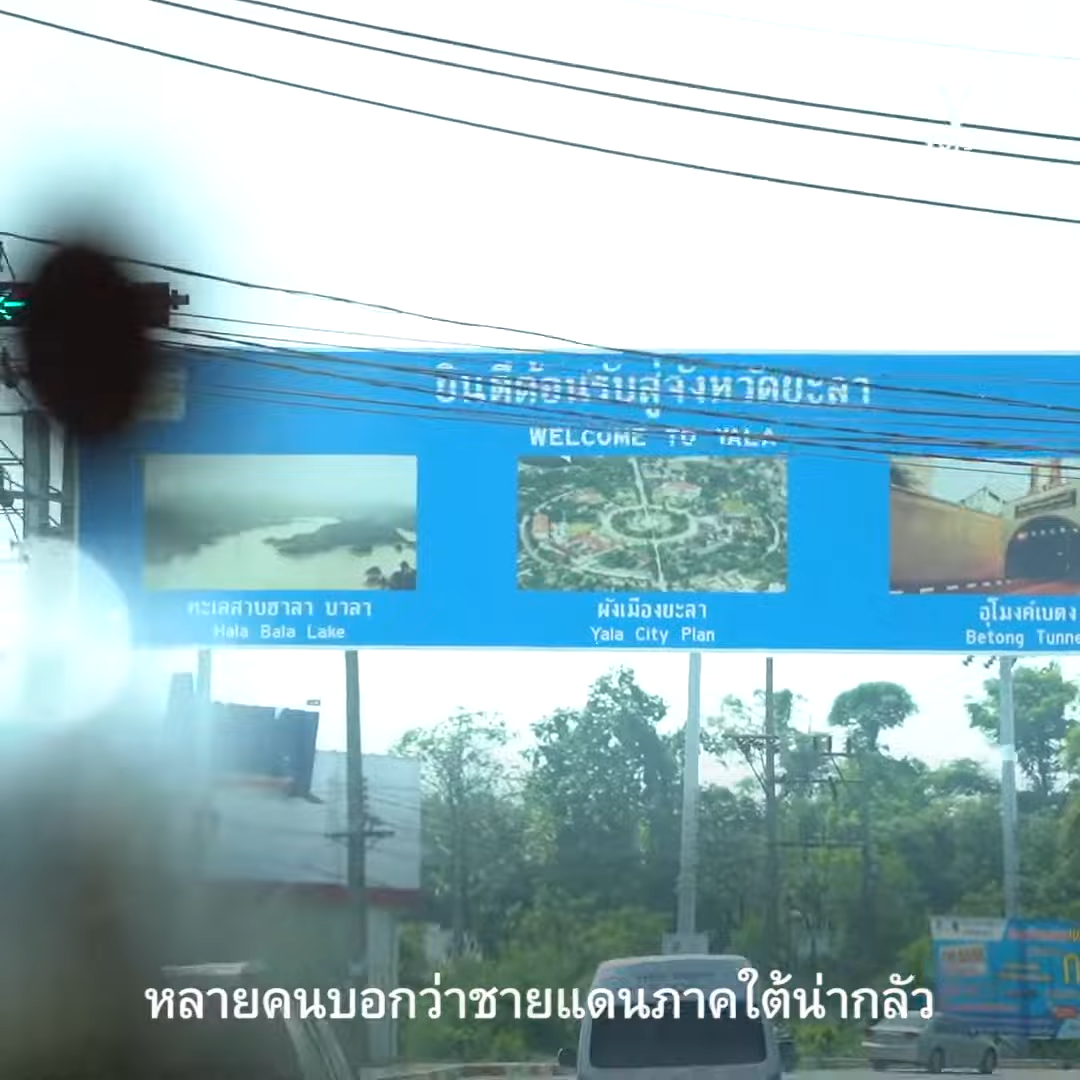 ยินดีต้อนรับสู่จังหวัดยะลา
WELCOME TO YALA
ทะเลสาบฮาลา บาลา
Hala Bala Lake
ผังเมืองยะลา
Yala City Plan
อุโมงค์เบตง
Betong Tunne
หลายคนบอกว่าชายแดนภาคใต้น่ากลัว